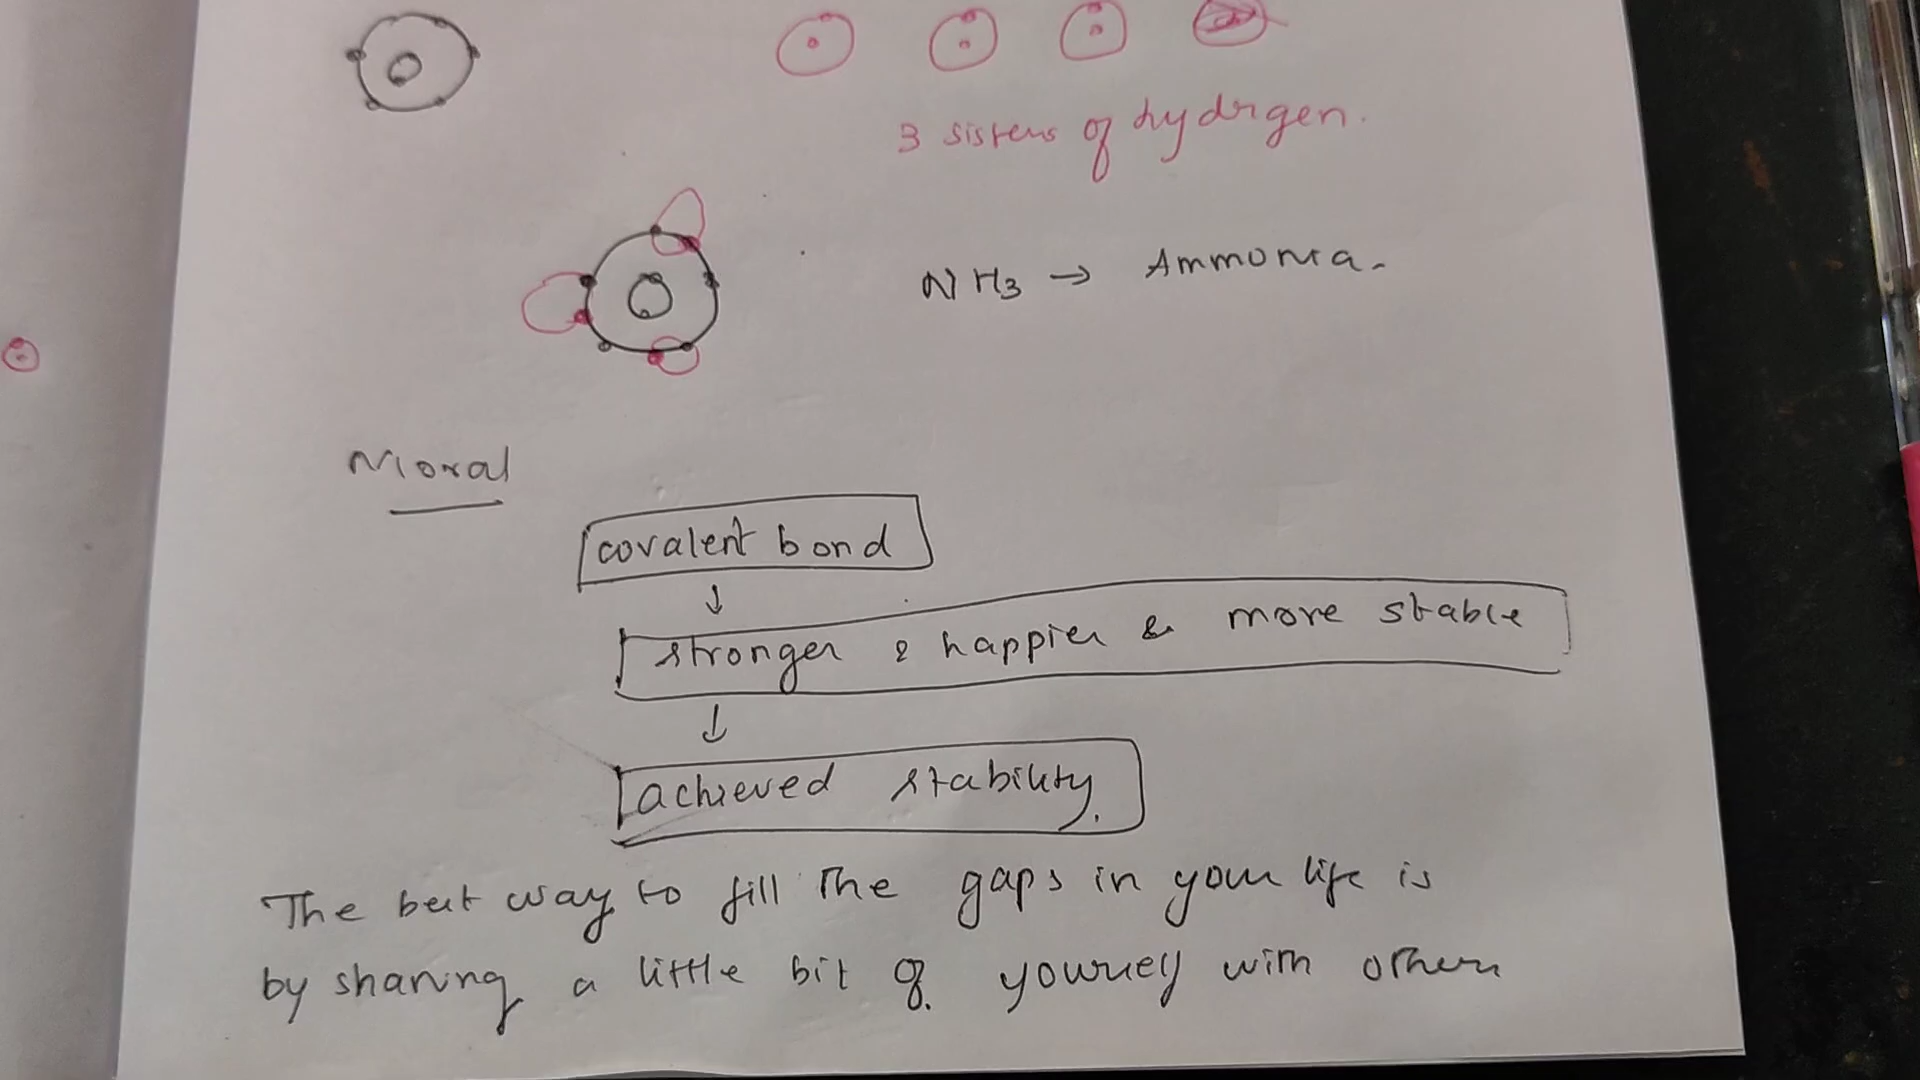 3 sisters of hydrgen.
NH3 → Ammonia.
Moral
covalent bond
↓
stronger & happier & more stable
↓
achieved stability.
The best way to fill The gaps in your life is
by sharing a little bit of yourself with others